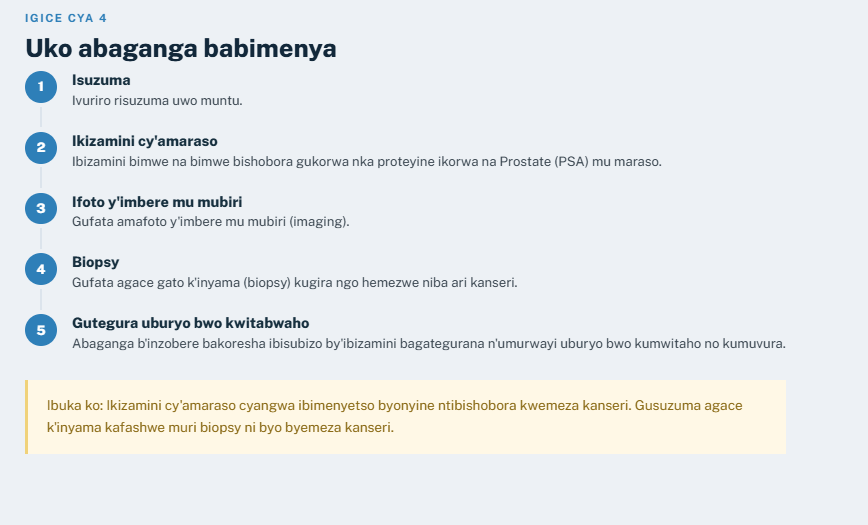 IGICE CYA 4
Uko abaganga babimenya
1
Isuzuma
Ivuriro risuzuma uwo muntu.
2
Ikizamini cy'amaraso
Ibizamini bimwe na bimwe bishobora gukorwa nka proteyine ikorwa na Prostate (PSA) mu maraso.
3
Ifoto y'imbere mu mubiri
Gufata amafoto y'imbere mu mubiri (imaging).
4
Biopsy
Gufata agace gato k'inyama (biopsy) kugira ngo hemezwe niba ari kanseri.
5
Gutegura uburyo bwo kwitabwaho
Abaganga b'inzobere bakoresha ibisubizo by'ibizamini bagategurana n'umurwayi uburyo bwo kumwitaho no kumuvura.
Ibuka ko: Ikizamini cy'amaraso cyangwa ibimenyetso byonyine ntibishobora kwemeza kanseri. Gusuzuma agace
k'inyama kafashwe muri biopsy ni byo byemeza kanseri.